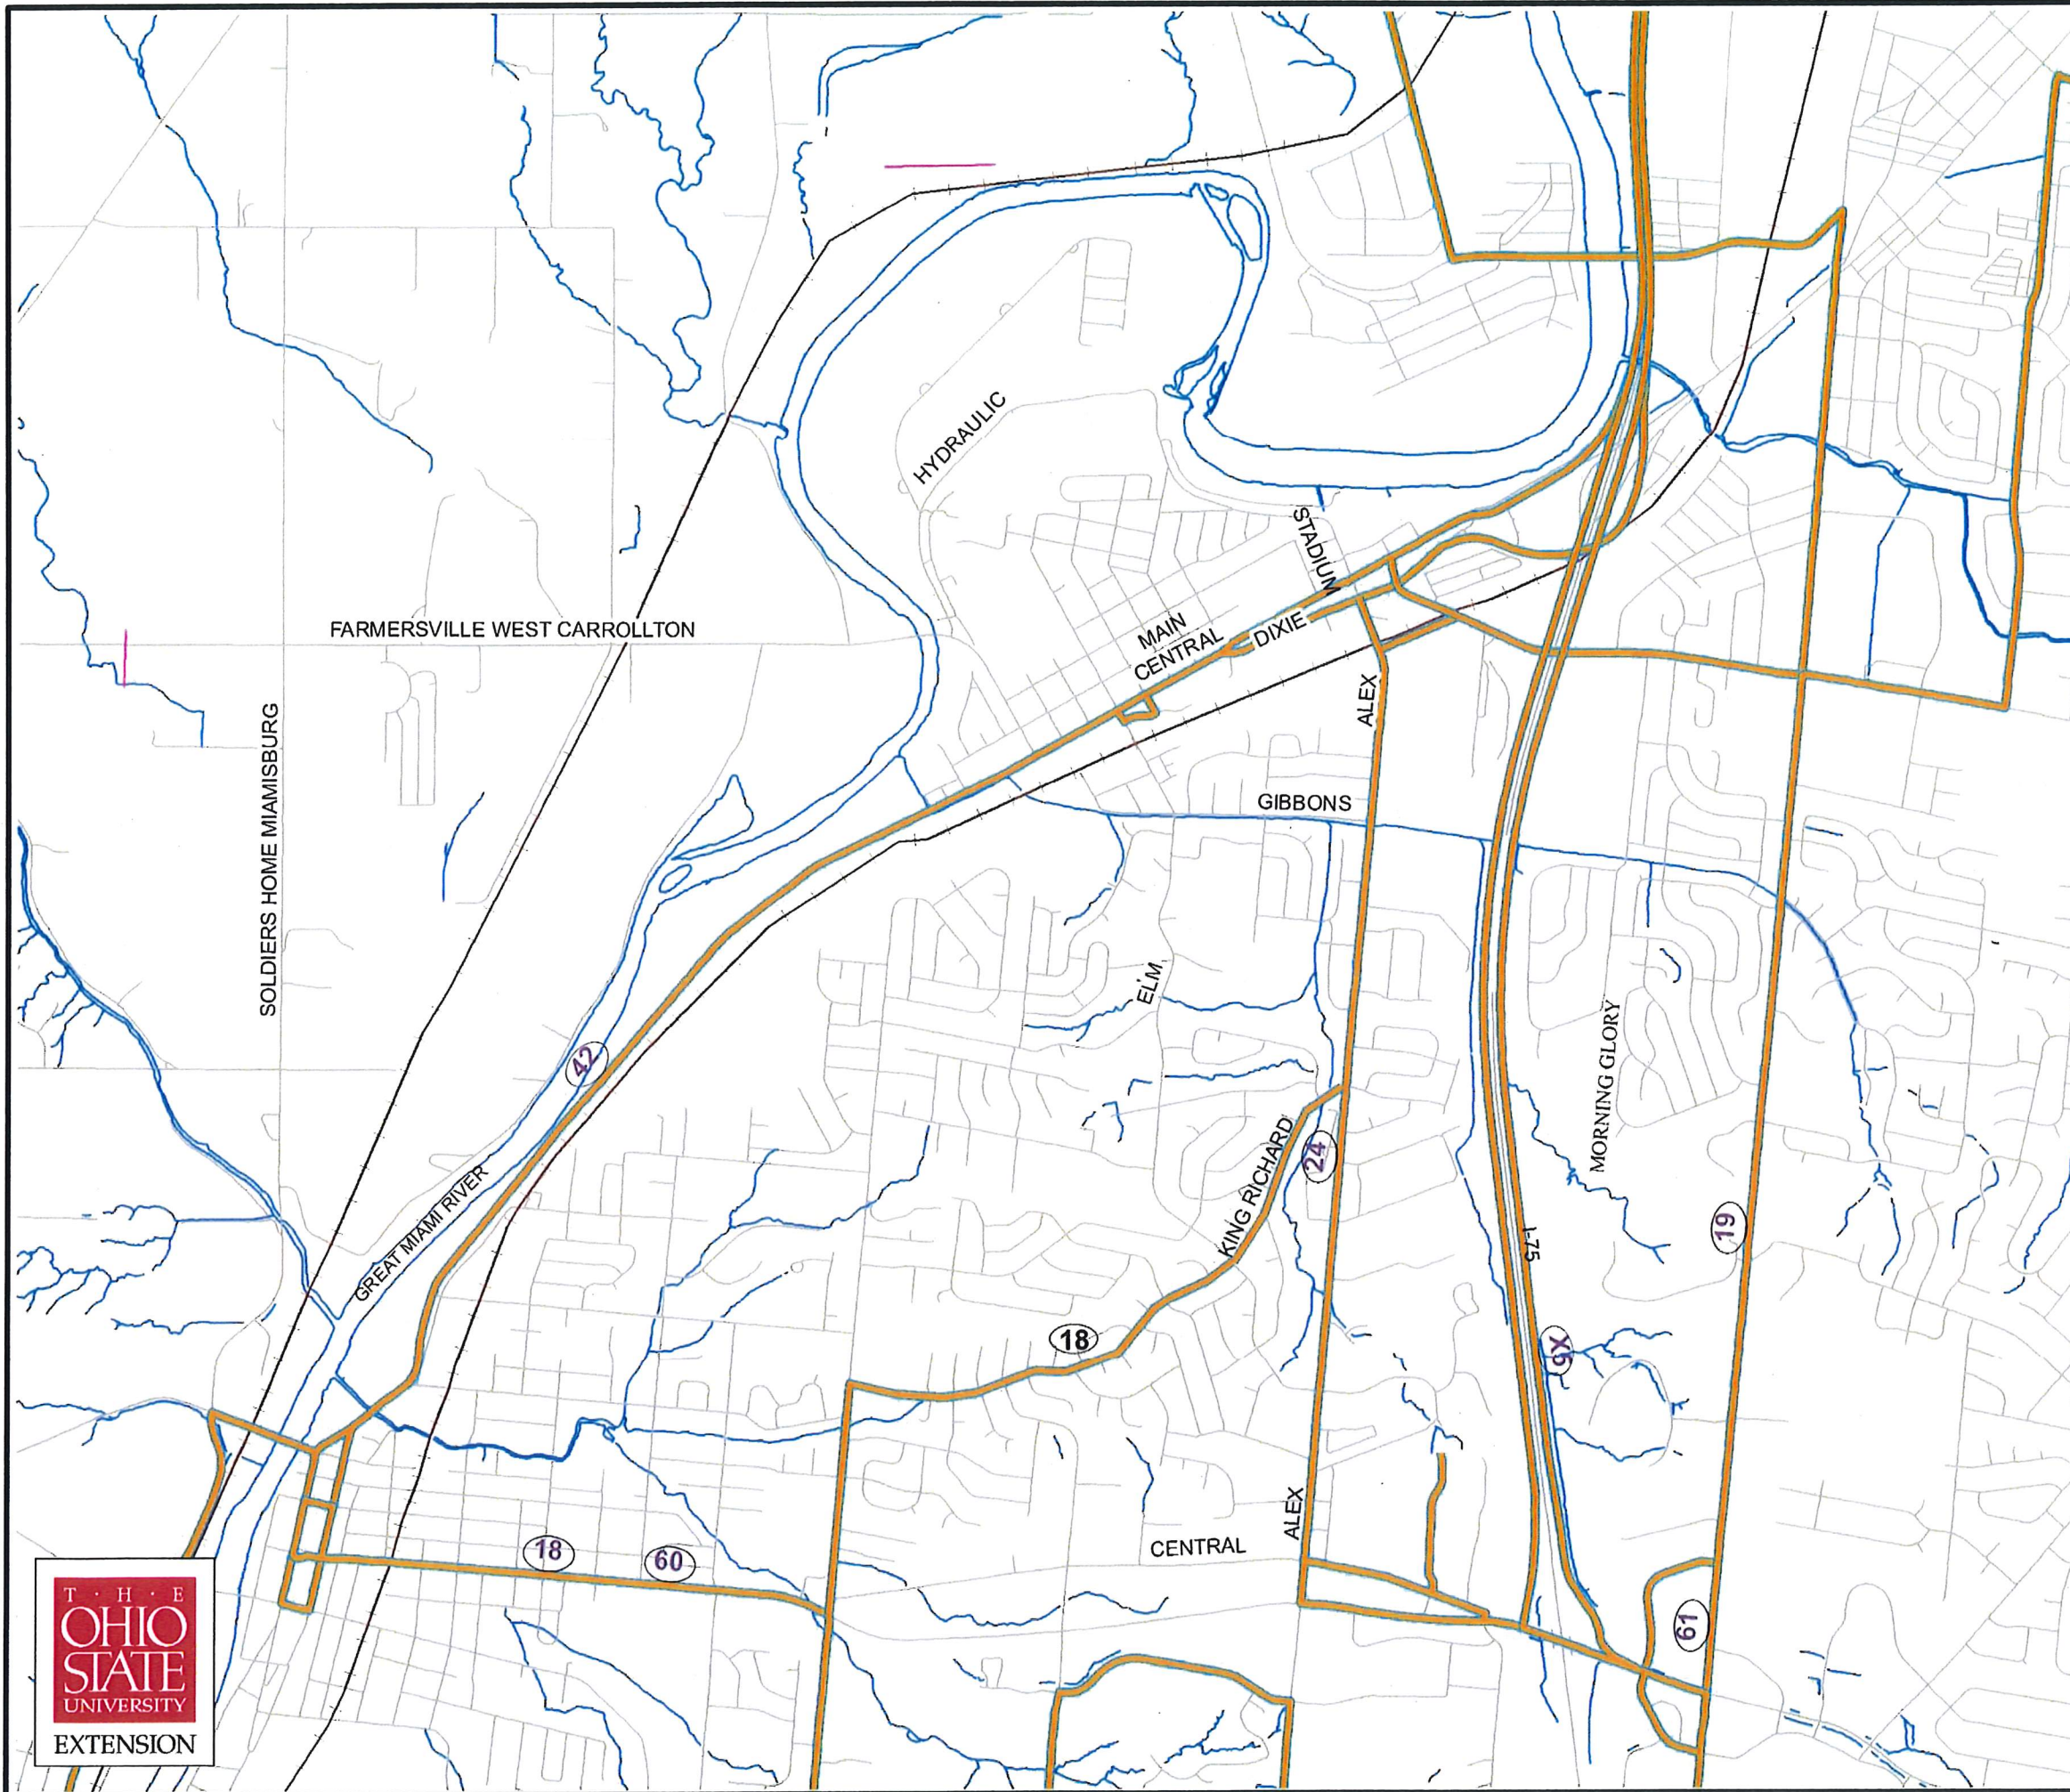 HYDRAULIC
STADIUM
MAIN
CENTRAL
DIXIE
FARMERSVILLE WEST CARROLLTON
ALEX
SOLDIERS HOME MIAMISBURG
GIBBONS
ELM
42
MORNING GLORY
KING RICHARD
24
GREAT MIAMI RIVER
19
I-75
18
X6
ALEX
CENTRAL
18
60
61
T·H·E
OHIO
STATE
UNIVERSITY
EXTENSION